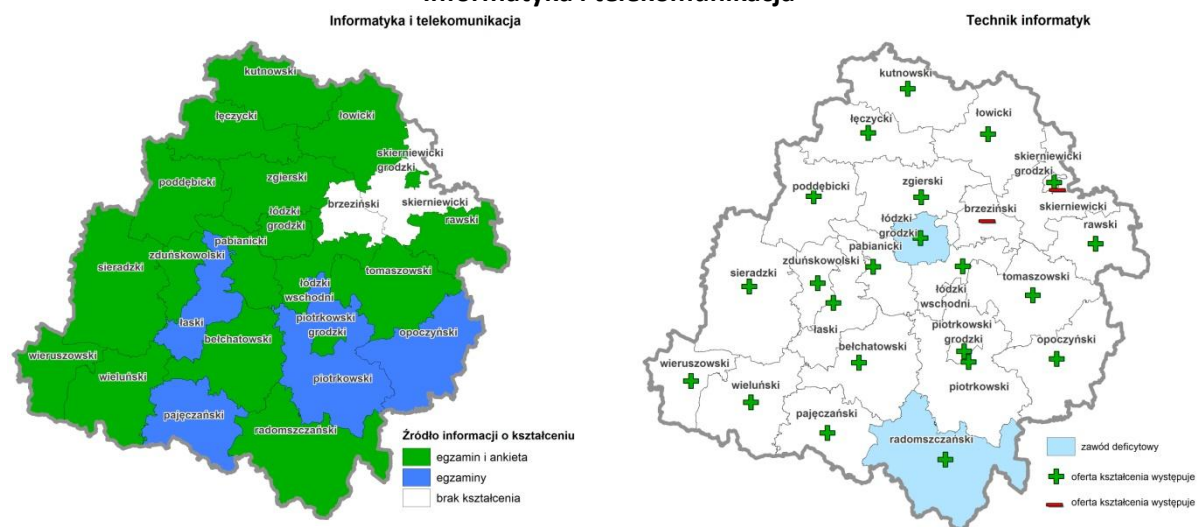 Informatyka i telekomunikacja
Informatyka i telekomunikacja
kutnowski
łęczycki
łowicki
skierniewicki
grodzki
poddębicki
zgierski
brzeziński
skierniewicki
rawski
łódzki
grodzki
pabianicki
zduńskowolski
sieradzki
tomaszowski
łódzki
wschodni
łaski
bełchatowski
piotrkowski
grodzki
opoczyński
wieruszowski
wieluński
piotrkowski
pajęczański
radomszczański
Źródło informacji o kształceniu
egzamin i ankieta
egzaminy
brak kształcenia
Technik informatyk
kutnowski
łęczycki
łowicki
skierniewicki
grodzki
poddębicki
zgierski
brzeziński
skierniewicki
rawski
łódzki
grodzki
pabianicki
zduńskowolski
sieradzki
tomaszowski
łódzki
wschodni
łaski
bełchatowski
piotrkowski
grodzki
opoczyński
wieruszowski
wieluński
piotrkowski
pajęczański
radomszczański
zawód deficytowy
oferta kształcenia występuje
oferta kształcenia występuje